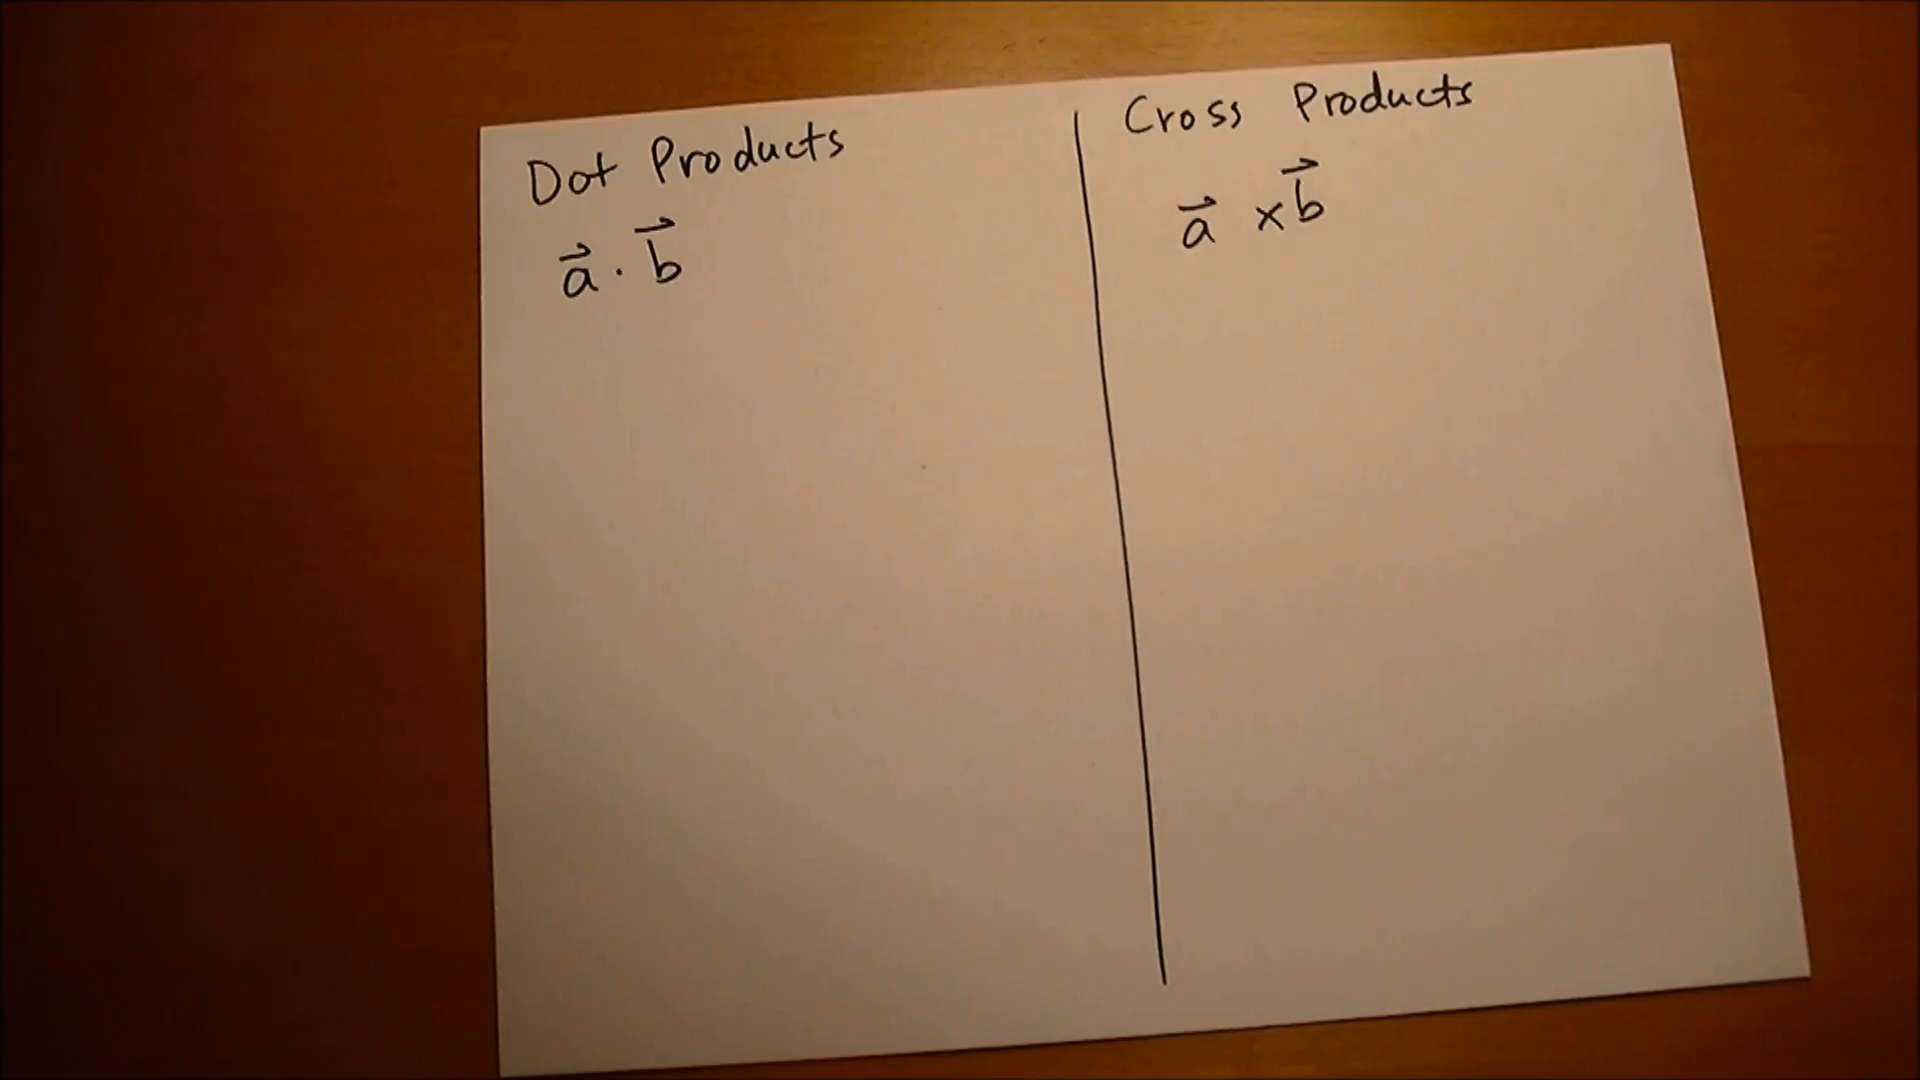 Dot Products
a⃗ · b⃗
Cross Products
a⃗ × b⃗